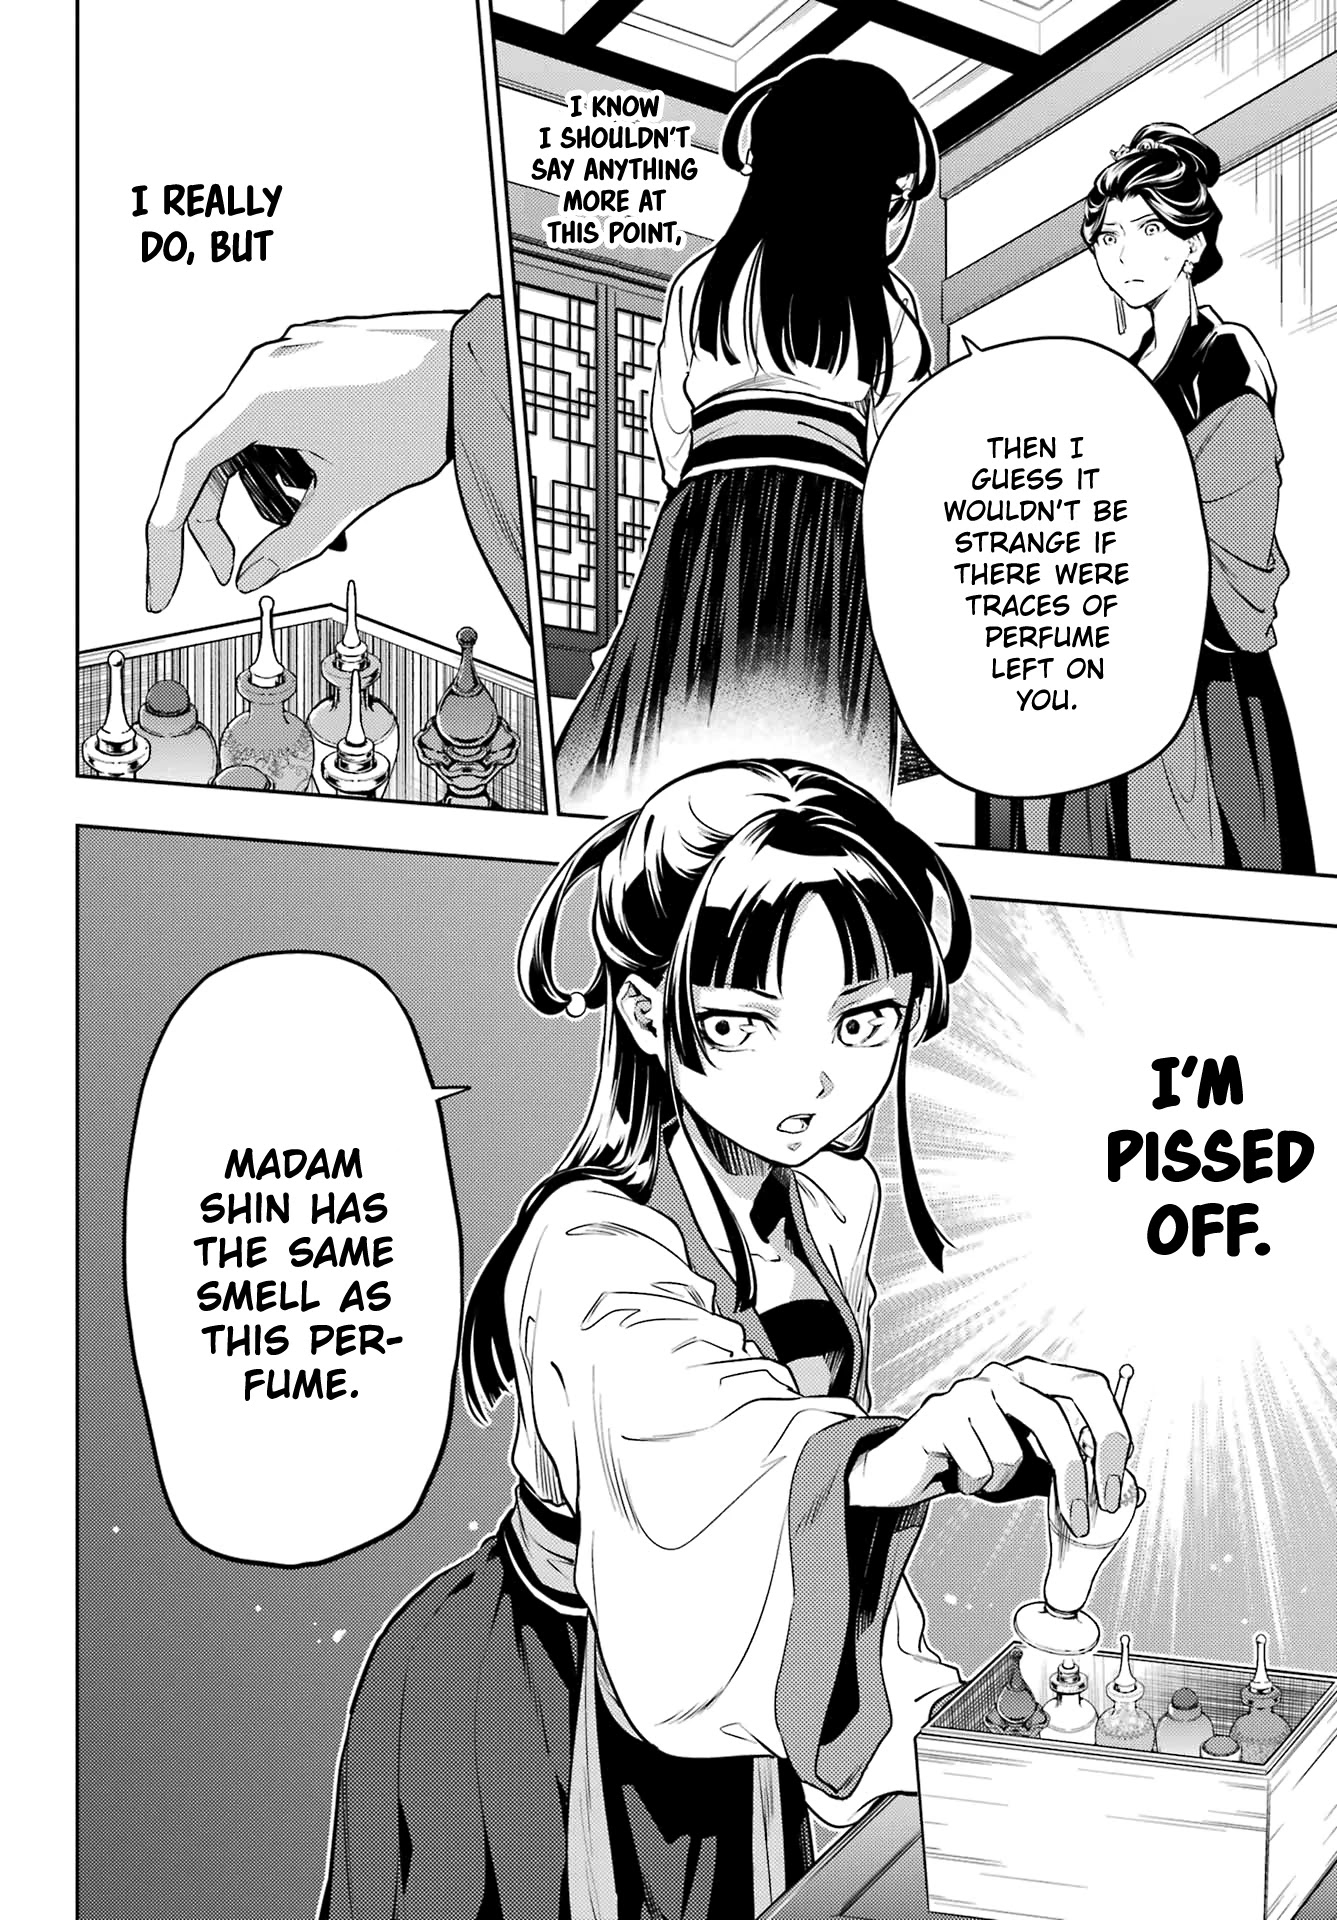 THEN I
GUESS IT
WOULDN'T BE
STRANGE IF
THERE WERE
TRACES OF
PERFUME
LEFT ON
YOU.
I KNOW
I SHOULDN'T
SAY ANYTHING
MORE AT
THIS POINT,
I REALLY
DO, BUT
I'M
PISSED
OFF.
MADAM
SHIN HAS
THE SAME
SMELL AS
THIS PER-
FUME.